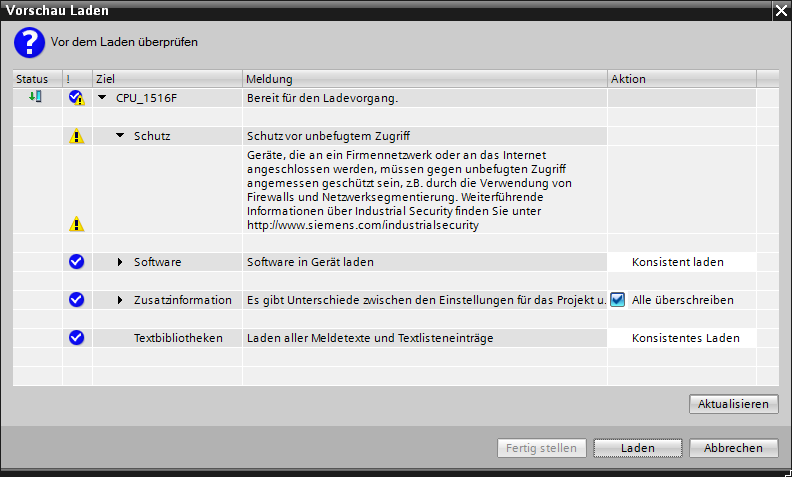 Vorschau Laden
Vor dem Laden überprüfen
Status ! Ziel Meldung Aktion
CPU_1516F Bereit für den Ladevorgang.
Schutz Schutz vor unbefugtem Zugriff
Geräte, die an ein Firmennetzwerk oder an das Internet
angeschlossen werden, müssen gegen unbefugten Zugriff
angemessen geschützt sein, z.B. durch die Verwendung von
Firewalls und Netzwerksegmentierung. Weiterführende
Informationen über Industrial Security finden Sie unter
http://www.siemens.com/industrialsecurity
Software Software in Gerät laden Konsistent laden
Zusatzinformation Es gibt Unterschiede zwischen den Einstellungen für das Projekt u. Alle überschreiben
Textbibliotheken Laden aller Meldetexte und Textlisteneinträge Konsistentes Laden
Aktualisieren
Fertig stellen Laden Abbrechen